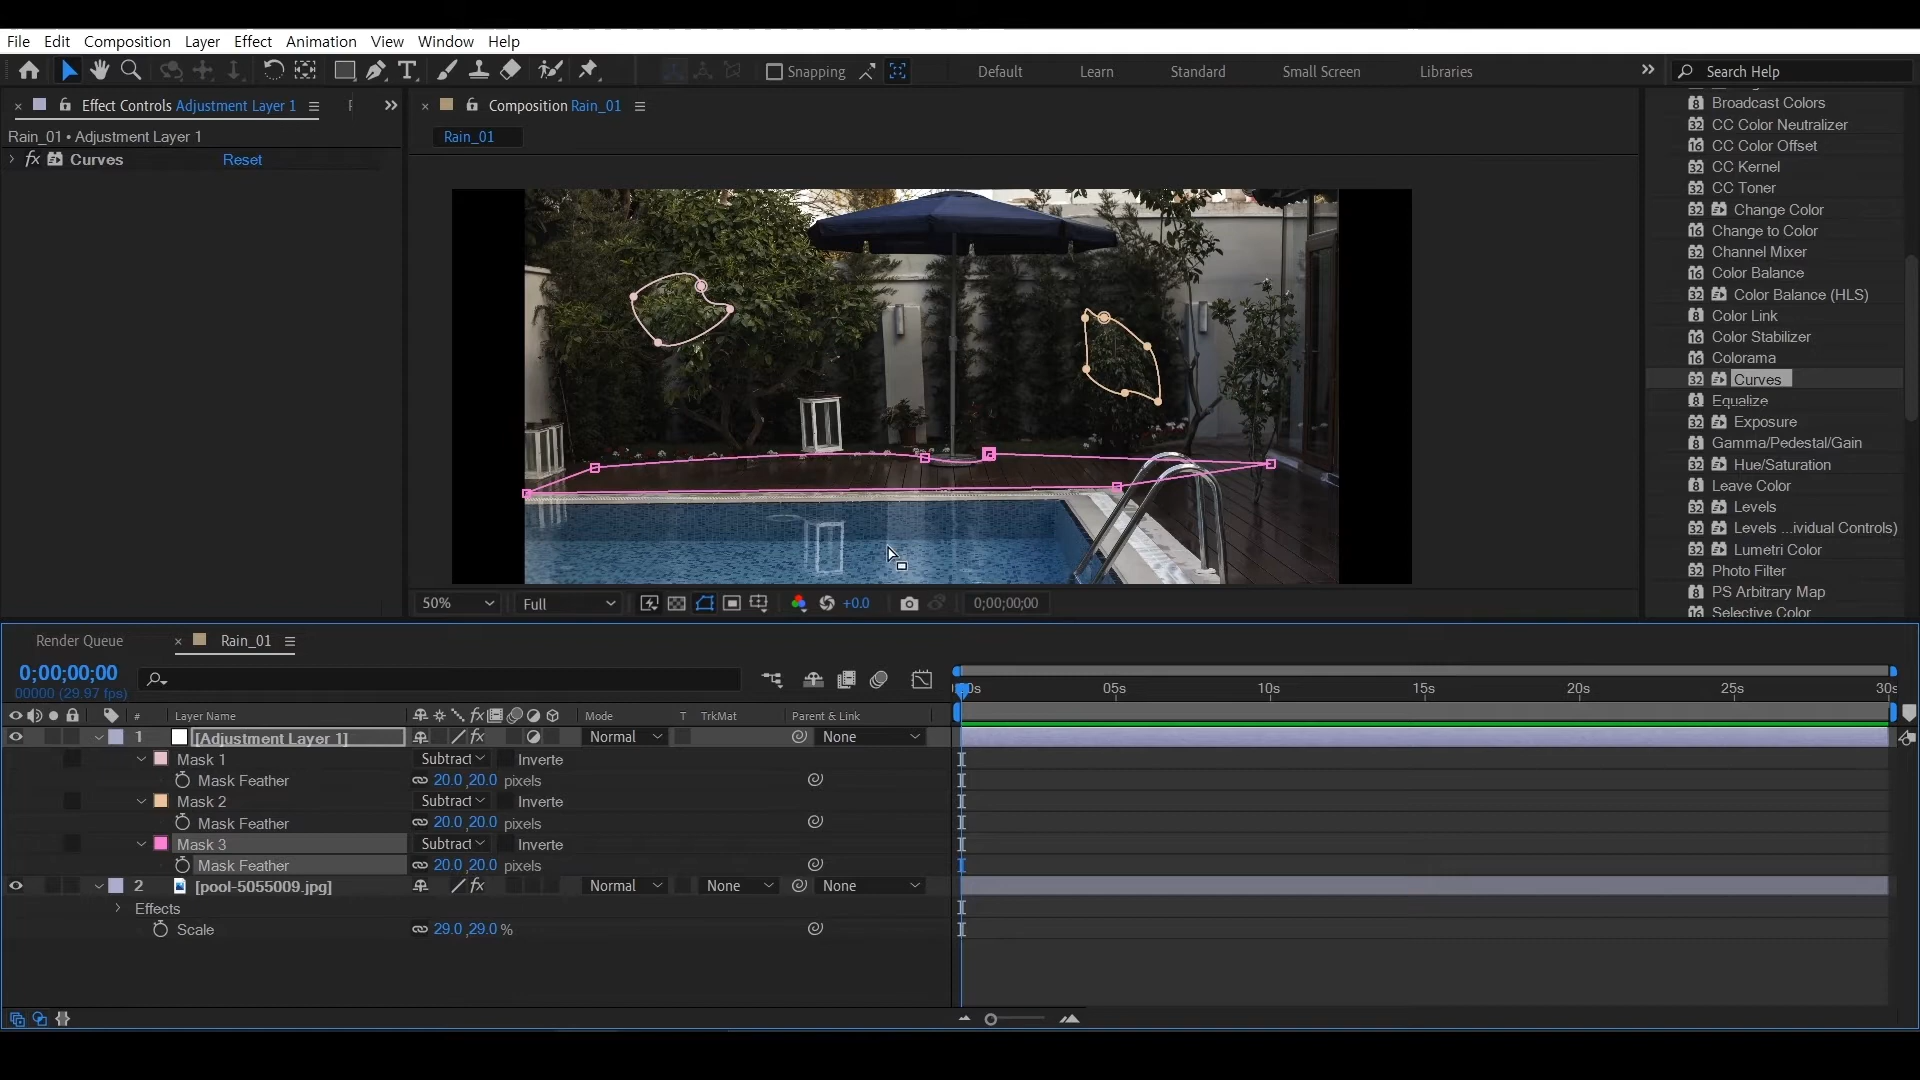 File Edit Composition Layer Effect Animation View Window Help
Snapping Default Learn Standard Small Screen Libraries Search Help
Effect Controls Adjustment Layer 1
Composition Rain_01
Rain_01 • Adjustment Layer 1
Rain_01
fx Curves Reset
Broadcast Colors
CC Color Neutralizer
CC Color Offset
CC Kernel
CC Toner
Change Color
Change to Color
Channel Mixer
Color Balance
Color Balance (HLS)
Color Link
Color Stabilizer
Colorama
Curves
Equalize
Exposure
Gamma/Pedestal/Gain
Hue/Saturation
Leave Color
Levels
Levels ...ividual Controls)
Lumetri Color
Photo Filter
PS Arbitrary Map
Selective Color
50% Full +0.0 0;00;00;00
Render Queue Rain_01
0;00;00;00
00000 (29.97 fps)
05s 10s 15s 20s 25s
# Layer Name fx Mode T TrkMat Parent & Link
1 [Adjustment Layer 1] fx Normal None
Mask 1 Subtract Inverte
Mask Feather 20.0,20.0 pixels
Mask 2 Subtract Inverte
Mask Feather 20.0,20.0 pixels
Mask 3 Subtract Inverte
Mask Feather 20.0,20.0 pixels
2 [pool-5055009.jpg] fx Normal None None
Effects
Scale 29.0,29.0 %